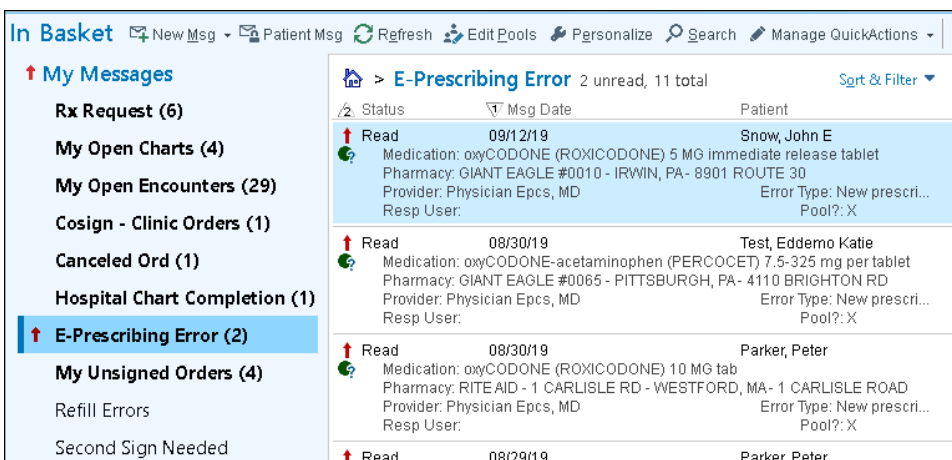 In Basket New Msg Patient Msg Refresh Edit Pools Personalize Search Manage QuickActions
My Messages
Rx Request (6)
My Open Charts (4)
My Open Encounters (29)
Cosign - Clinic Orders (1)
Canceled Ord (1)
Hospital Chart Completion (1)
E-Prescribing Error (2)
My Unsigned Orders (4)
Refill Errors
Second Sign Needed
> E-Prescribing Error 2 unread, 11 total Sort & Filter
2 Status 1 Msg Date Patient
Read 09/12/19 Snow, John E
Medication: oxyCODONE (ROXICODONE) 5 MG immediate release tablet
Pharmacy: GIANT EAGLE #0010 - IRWIN, PA- 8901 ROUTE 30
Provider: Physician Epcs, MD Error Type: New prescri...
Resp User: Pool?: X
Read 08/30/19 Test, Eddemo Katie
Medication: oxyCODONE-acetaminophen (PERCOCET) 7.5-325 mg per tablet
Pharmacy: GIANT EAGLE #0065 - PITTSBURGH, PA- 4110 BRIGHTON RD
Provider: Physician Epcs, MD Error Type: New prescri...
Resp User: Pool?: X
Read 08/30/19 Parker, Peter
Medication: oxyCODONE (ROXICODONE) 10 MG tab
Pharmacy: RITE AID - 1 CARLISLE RD - WESTFORD, MA- 1 CARLISLE ROAD
Provider: Physician Epcs, MD Error Type: New prescri...
Resp User: Pool?: X
Read 08/29/19 Parker, Peter